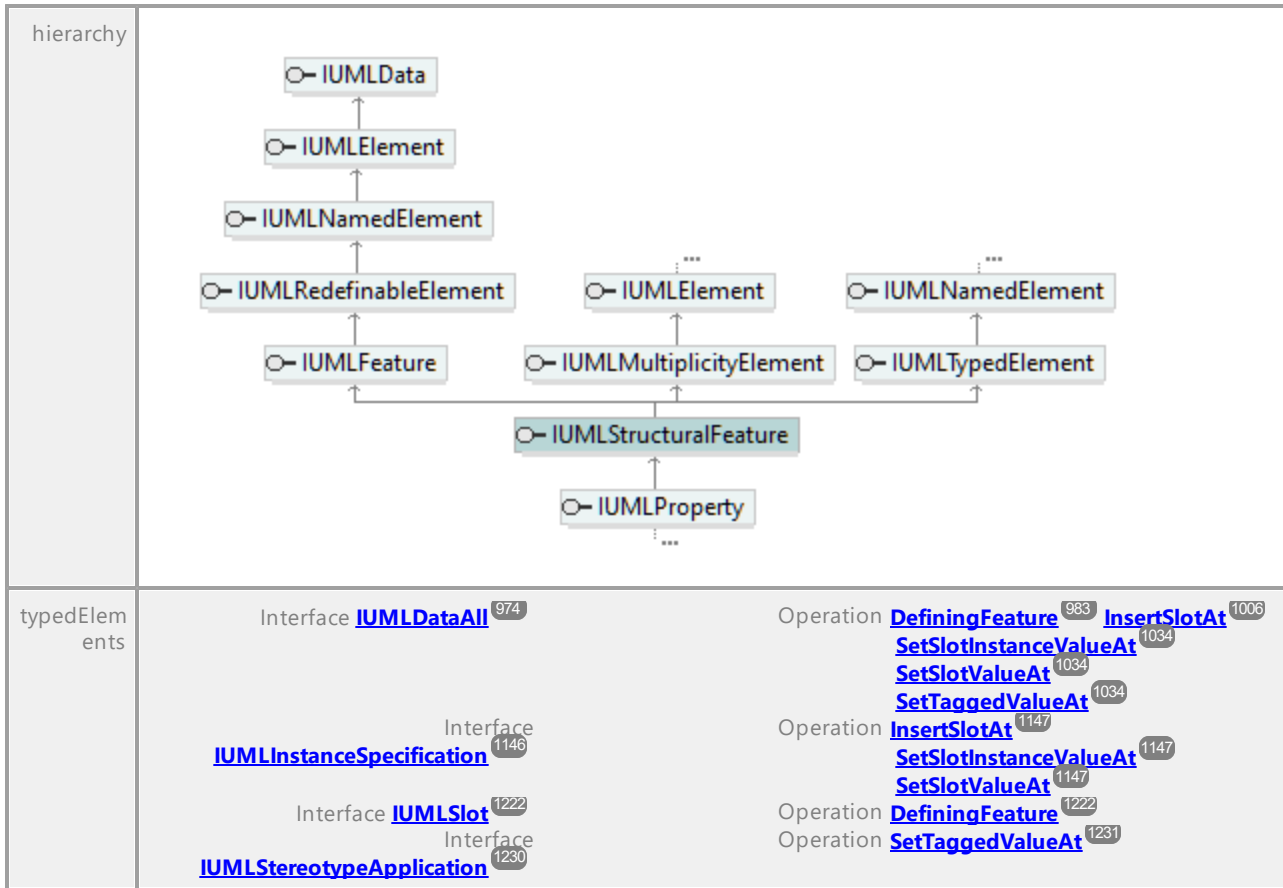 hierarchy
IUMLData
IUMLElement
IUMLNamedElement
IUMLRedefinableElement
...
IUMLElement
...
IUMLNamedElement
IUMLFeature
IUMLMultiplicityElement
IUMLTypedElement
IUMLStructuralFeature
IUMLProperty
...
typedElem
ents
Interface IUMLDataAll 974
Operation DefiningFeature 983 InsertSlotAt 1006
SetSlotInstanceValueAt 1034
SetSlotValueAt 1034
SetTaggedValueAt 1034
Interface
IUMLInstanceSpecification 1146
Operation InsertSlotAt 1147
SetSlotInstanceValueAt 1147
SetSlotValueAt 1147
Interface IUMLSlot 1222
Operation DefiningFeature 1222
Interface
IUMLStereotypeApplication 1230
Operation SetTaggedValueAt 1231